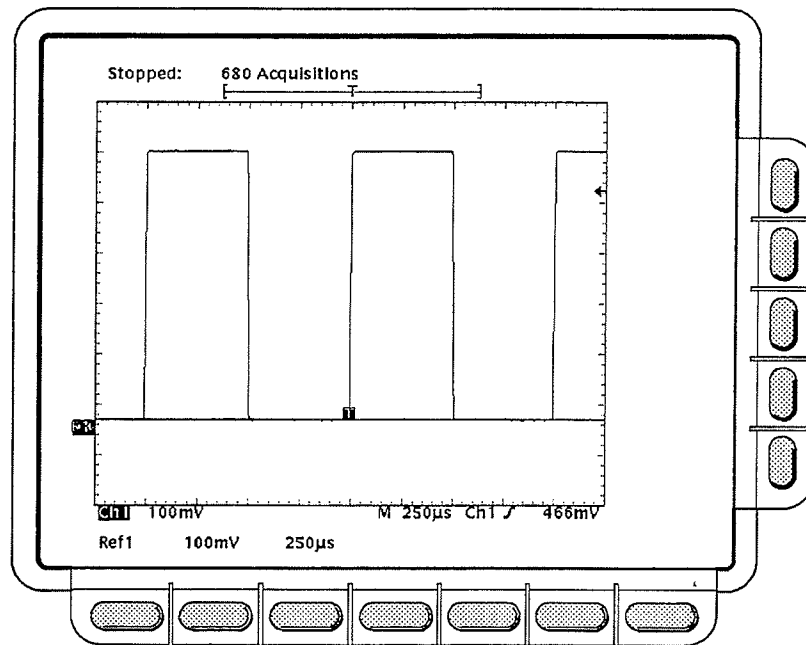 Stopped: 680 Acquisitions
T
Ch1 100mV M 250µs Ch1 ƒ 466mV
Ref1 100mV 250µs